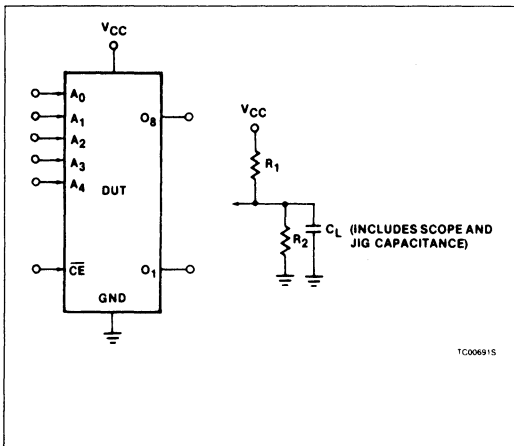 VCC
A0
A1
A2
A3
A4
O8
DUT
CE
O1
GND
VCC
R1
R2
CL (INCLUDES SCOPE AND
JIG CAPACITANCE)
TC00691S